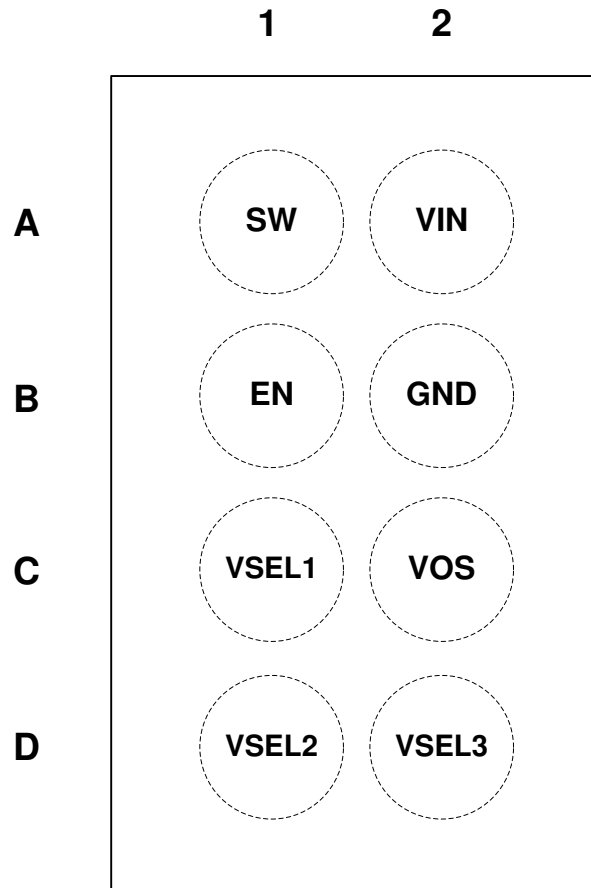 1 2
A SW VIN
B EN GND
C VSEL1 VOS
D VSEL2 VSEL3